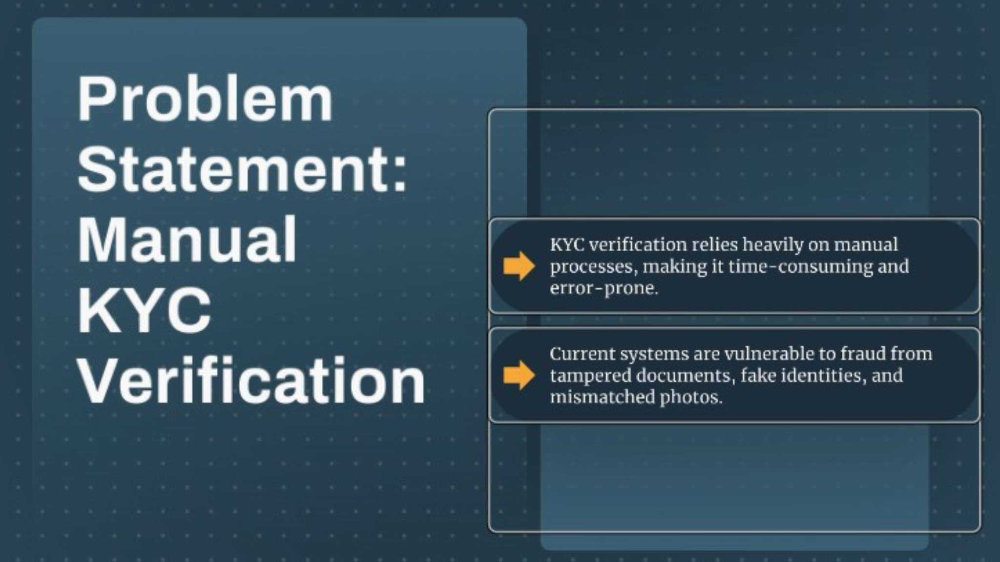 Problem
Statement:
Manual
KYC
Verification
KYC verification relies heavily on manual
processes, making it time-consuming and
error-prone.
Current systems are vulnerable to fraud from
tampered documents, fake identities, and
mismatched photos.